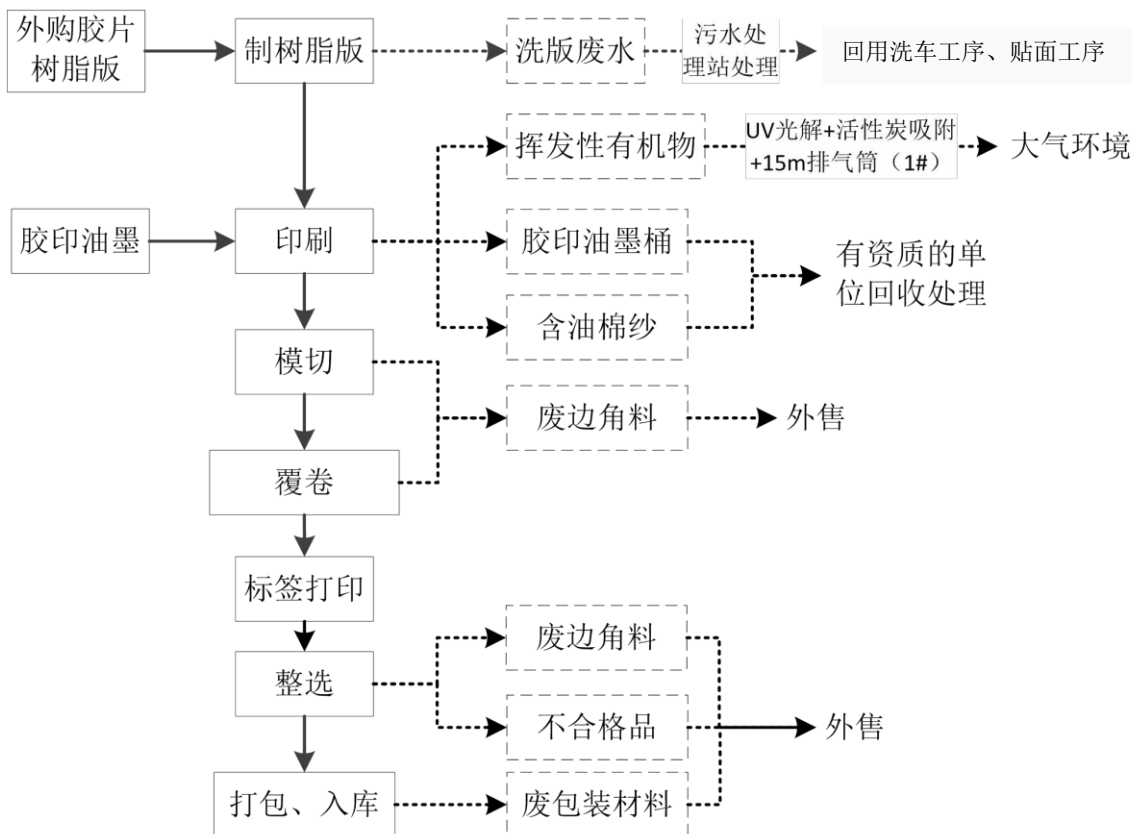 外购胶片
树脂版
制树脂版
洗版废水
污水处
理站处理
回用洗车工序、贴面工序
挥发性有机物
UV光解+活性炭吸附
+15m排气筒（1#）
大气环境
胶印油墨
印刷
胶印油墨桶
有资质的单
位回收处理
含油棉纱
模切
废边角料
外售
覆卷
标签打印
废边角料
整选
不合格品
外售
打包、入库
废包装材料